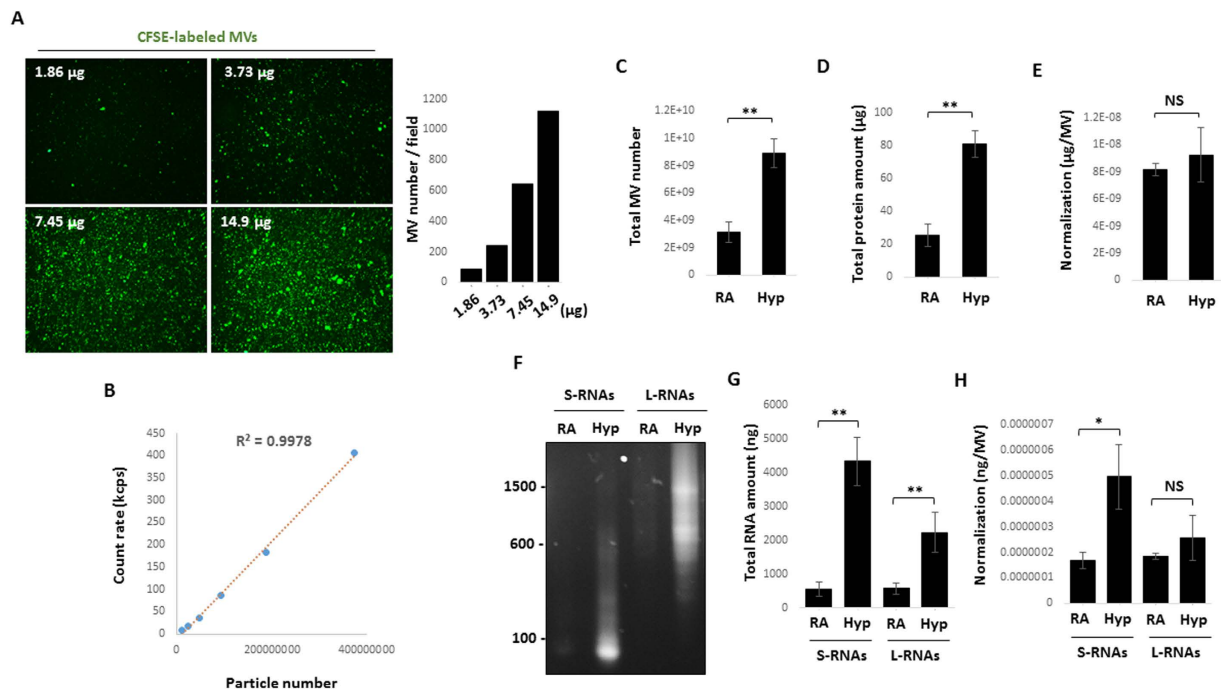 A
CFSE-labeled MVs
1.86 µg
3.73 µg
7.45 µg
14.9 µg
MV number / field
1200
1000
800
600
400
200
0
1.86
3.73
7.45
14.9
(µg)
B
R² = 0.9978
Count rate (kcps)
450
400
350
300
250
200
150
100
50
0
0
200000000
400000000
Particle number
C
Total MV number
1.2E+10
1E+10
8E+09
6E+09
4E+09
2E+09
0
**
RA
Hyp
D
Total protein amount (µg)
100
80
60
40
20
0
**
RA
Hyp
E
Normalization (µg/MV)
1.2E-08
1E-08
8E-09
6E-09
4E-09
2E-09
0
NS
RA
Hyp
F
S-RNAs L-RNAs
RA Hyp RA Hyp
1500 -
600 -
100 -
G
Total RNA amount (ng)
6000
5000
4000
3000
2000
1000
0
**
**
RA Hyp RA Hyp
S-RNAs L-RNAs
H
Normalization (ng/MV)
0.0000007
0.0000006
0.0000005
0.0000004
0.0000003
0.0000002
0.0000001
0
*
NS
RA Hyp RA Hyp
S-RNAs L-RNAs